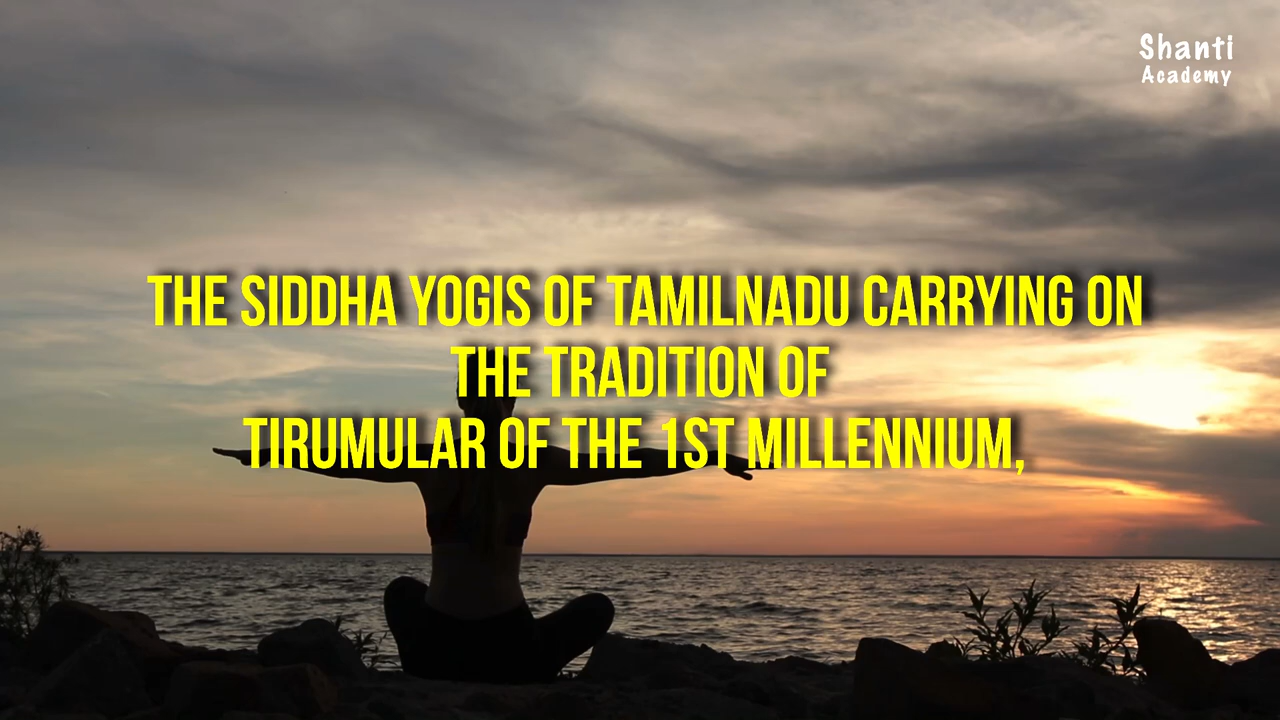 Shanti
Academy
THE SIDDHA YOGIS OF TAMILNADU CARRYING ON
THE TRADITION OF
TIRUMULAR OF THE 1ST MILLENNIUM,